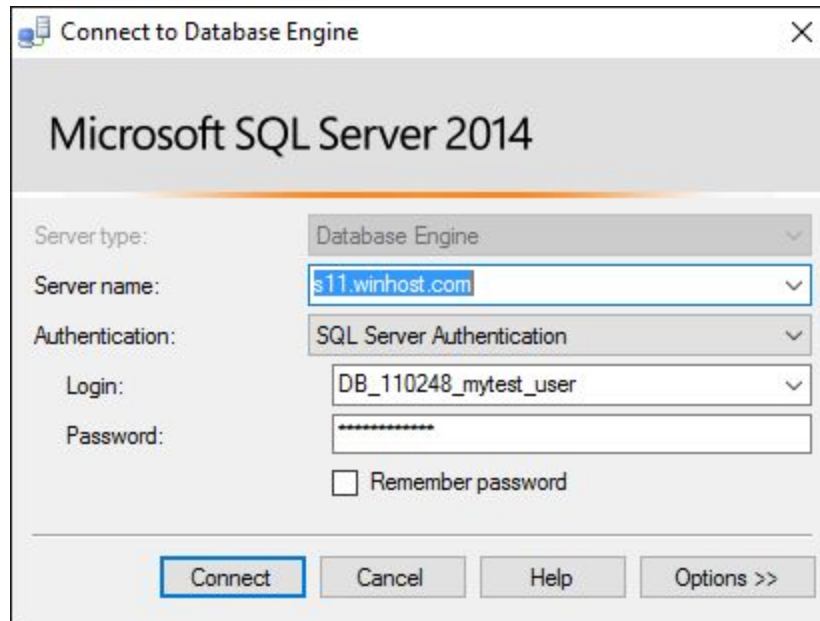 Connect to Database Engine
Microsoft SQL Server 2014
Server type: Database Engine
Server name: s11.winhost.com
Authentication: SQL Server Authentication
Login: DB_110248_mytest_user
Password: ************
Remember password
Connect Cancel Help Options >>